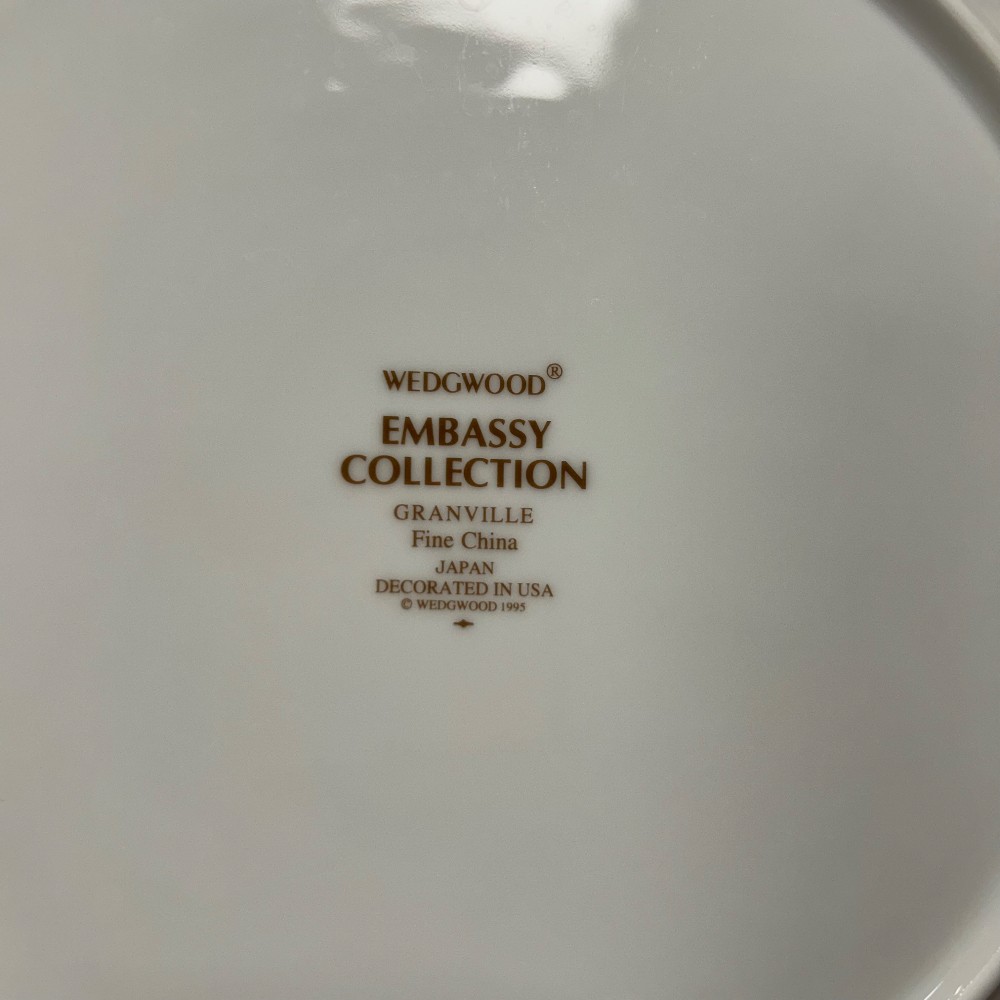 WEDGWOOD®
EMBASSY
COLLECTION
GRANVILLE
Fine China
JAPAN
DECORATED IN USA
© WEDGWOOD 1995